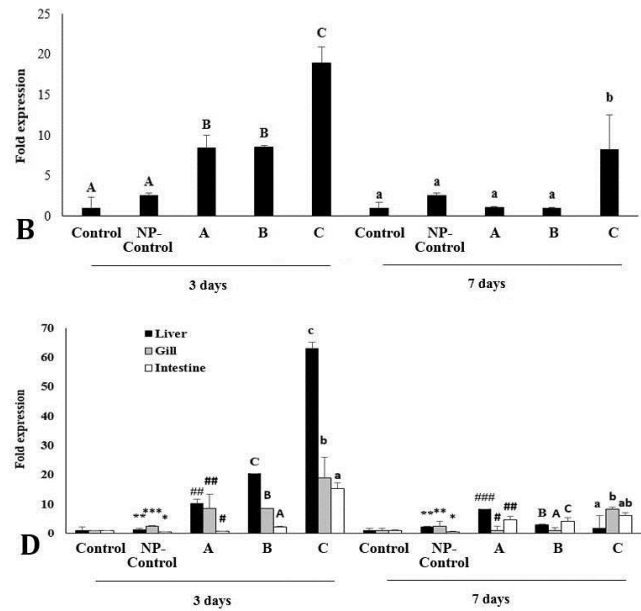 25
20
15
10
5
0
Fold expression
A
A
B
B
C
a
a
a
a
b
B
Control
NP-
Control
A
B
C
Control
NP-
Control
A
B
C
3 days
7 days
70
60
50
40
30
20
10
0
Fold expression
Liver
Gill
Intestine
** *** *
## ## #
C B A
c b a
** ** *
### # ##
B A C
a b ab
D
Control
NP-
Control
A
B
C
Control
NP-
Control
A
B
C
3 days
7 days